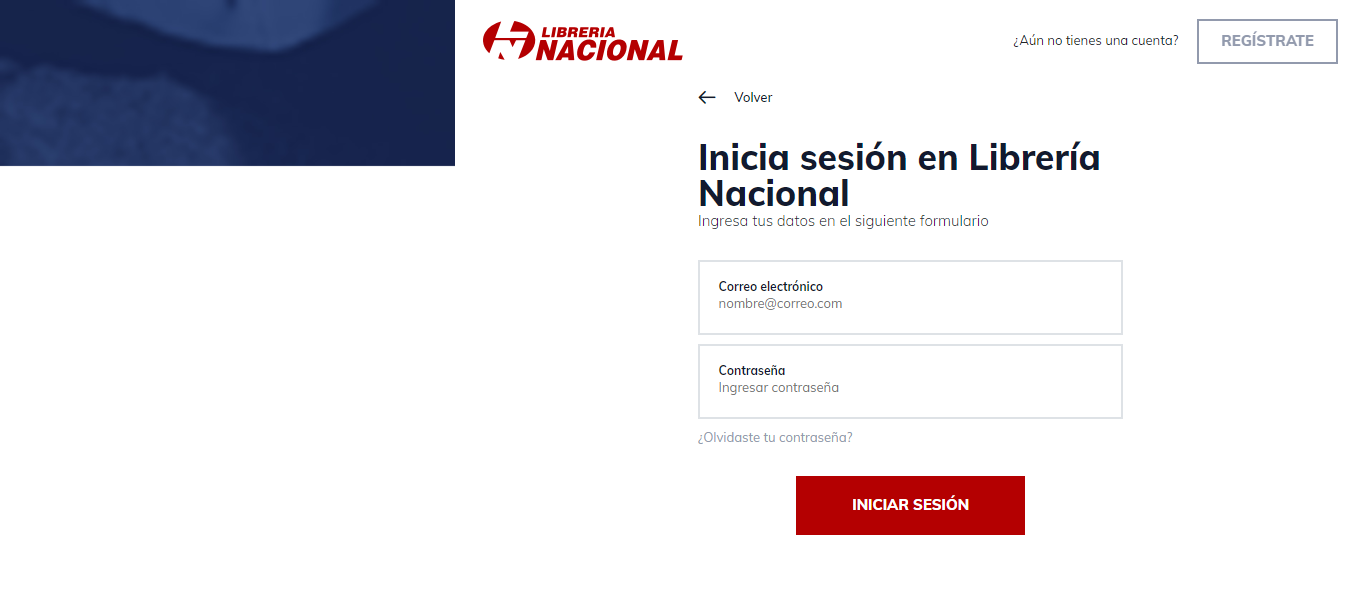 LIBRERIA
NACIONAL
¿Aún no tienes una cuenta?
REGÍSTRATE
Volver
Inicia sesión en Librería
Nacional
Ingresa tus datos en el siguiente formulario
Correo electrónico
nombre@correo.com
Contraseña
Ingresar contraseña
¿Olvidaste tu contraseña?
INICIAR SESIÓN